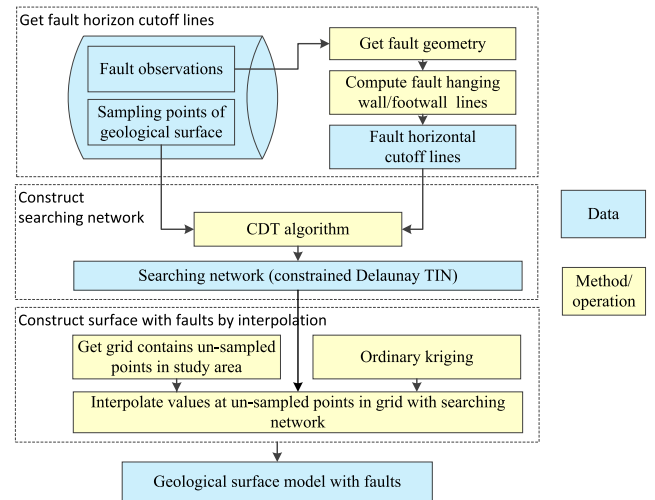 Get fault horizon cutoff lines
Fault observations
Sampling points of
geological surface
Get fault geometry
Compute fault hanging
wall/footwall lines
Fault horizontal
cutoff lines
Construct
searching network
CDT algorithm
Searching network (constrained Delaunay TIN)
Data
Method/
operation
Construct surface with faults by interpolation
Get grid contains un-sampled
points in study area
Ordinary kriging
Interpolate values at un-sampled points in grid with searching
network
Geological surface model with faults